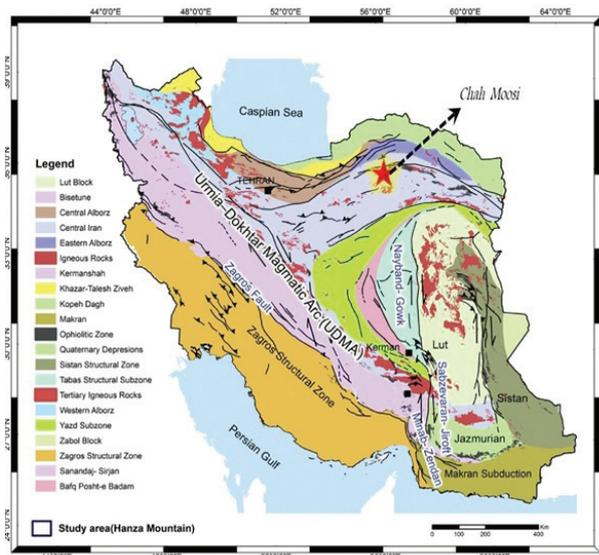 44°0'0"E
48°0'0"E
52°0'0"E
56°0'0"E
60°0'0"E
64°0'0"E
Caspian Sea
Chah Moosi
Legend
Lut Block
Bisetune
Central Alborz
Central Iran
Eastern Alborz
Igneous Rocks
Kermanshah
Khazar-Talesh Ziveh
Kopeh Dagh
Makran
Ophiolitic Zone
Quaternary Depresions
Sistan Structural Zone
Tabas Structural Subzone
Tertiary Igneous Rocks
Western Alborz
Yazd Subzone
Zabol Block
Zagros Structural Zone
Sanandaj- Sirjan
Bafq Posht-e Badam
Study area(Hanza Mountain)
TEHRAN
Urmia-Dokhtar Magmatic Arc (UDMA)
Zagros Fault
Zagros Structural Zone
Nayband- Gowk
Kerman
Lut
Sabzevaran- Jiroft
Sistan
Minab- Zendan
Jazmurian
Makran Subduction
Persian Gulf
0 100 200 400 Km